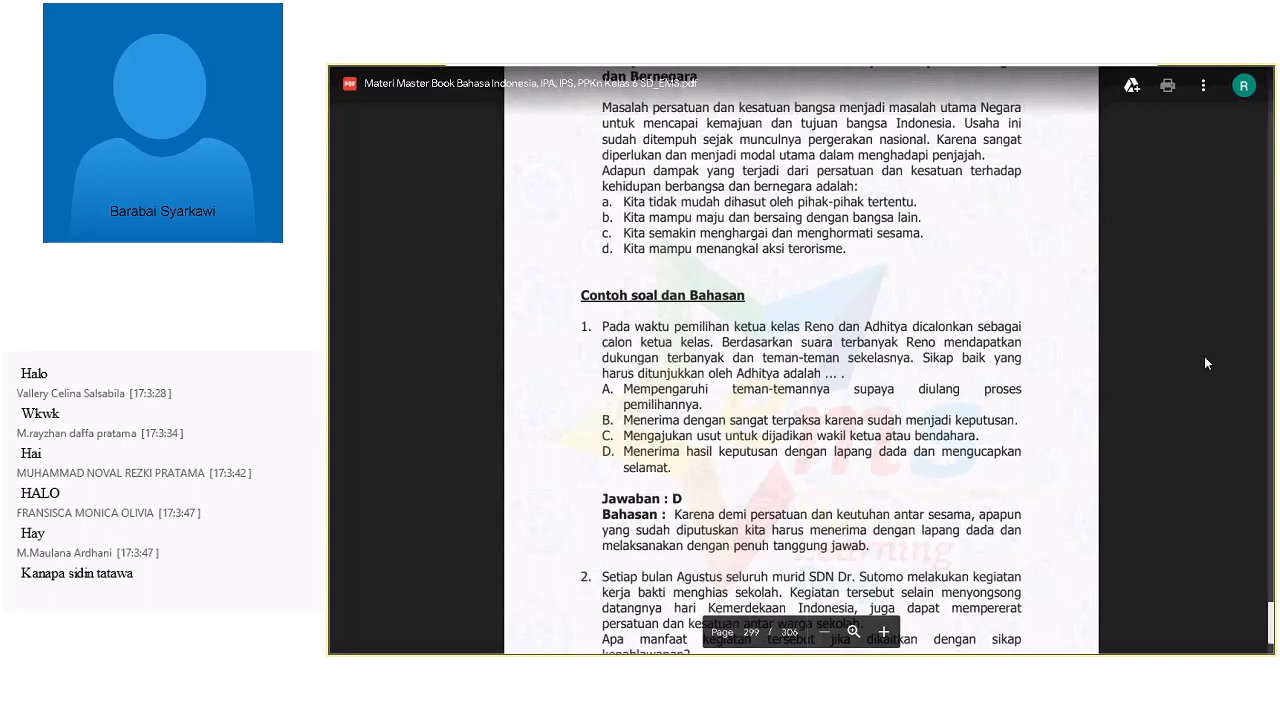 Barabai Syarkawi
Halo
Vallery Celina Salsabila [17:3:28]
Wkwk
M.rayzhan daffa pratama [17:3:34]
Hai
MUHAMMAD NOVAL REZKI PRATAMA [17:3:42]
HALO
FRANSISCA MONICA OLIVIA [17:3:47]
Hay
M.Maulana Ardhani [17:3:47]
Kanapa sidin tatawa
dan Bernegara
Materi Master Book Bahasa Indonesia, IPA, IPS, PPKn Kelas 6 SD_EMS.pdf
R
Masalah persatuan dan kesatuan bangsa menjadi masalah utama Negara
untuk mencapai kemajuan dan tujuan bangsa Indonesia. Usaha ini
sudah ditempuh sejak munculnya pergerakan nasional. Karena sangat
diperlukan dan menjadi modal utama dalam menghadapi penjajah.
Adapun dampak yang terjadi dari persatuan dan kesatuan terhadap
kehidupan berbangsa dan bernegara adalah:
a. Kita tidak mudah dihasut oleh pihak-pihak tertentu.
b. Kita mampu maju dan bersaing dengan bangsa lain.
c. Kita semakin menghargai dan menghormati sesama.
d. Kita mampu menangkal aksi terorisme.
Contoh soal dan Bahasan
1. Pada waktu pemilihan ketua kelas Reno dan Adhitya dicalonkan sebagai
calon ketua kelas. Berdasarkan suara terbanyak Reno mendapatkan
dukungan terbanyak dan teman-teman sekelasnya. Sikap baik yang
harus ditunjukkan oleh Adhitya adalah ... .
A. Mempengaruhi teman-temannya supaya diulang proses
pemilihannya.
B. Menerima dengan sangat terpaksa karena sudah menjadi keputusan.
C. Mengajukan usut untuk dijadikan wakil ketua atau bendahara.
D. Menerima hasil keputusan dengan lapang dada dan mengucapkan
selamat.
Jawaban : D
Bahasan : Karena demi persatuan dan keutuhan antar sesama, apapun
yang sudah diputuskan kita harus menerima dengan lapang dada dan
melaksanakan dengan penuh tanggung jawab.
2. Setiap bulan Agustus seluruh murid SDN Dr. Sutomo melakukan kegiatan
kerja bakti menghias sekolah. Kegiatan tersebut selain menyongsong
datangnya hari Kemerdekaan Indonesia, juga dapat mempererat
persatuan dan kesatuan antar warga sekolah.
Apa manfaat kegiatan tersebut jika dikaitkan dengan sikap
kepahlawanan?
Page 299 / 306
ems
Learning